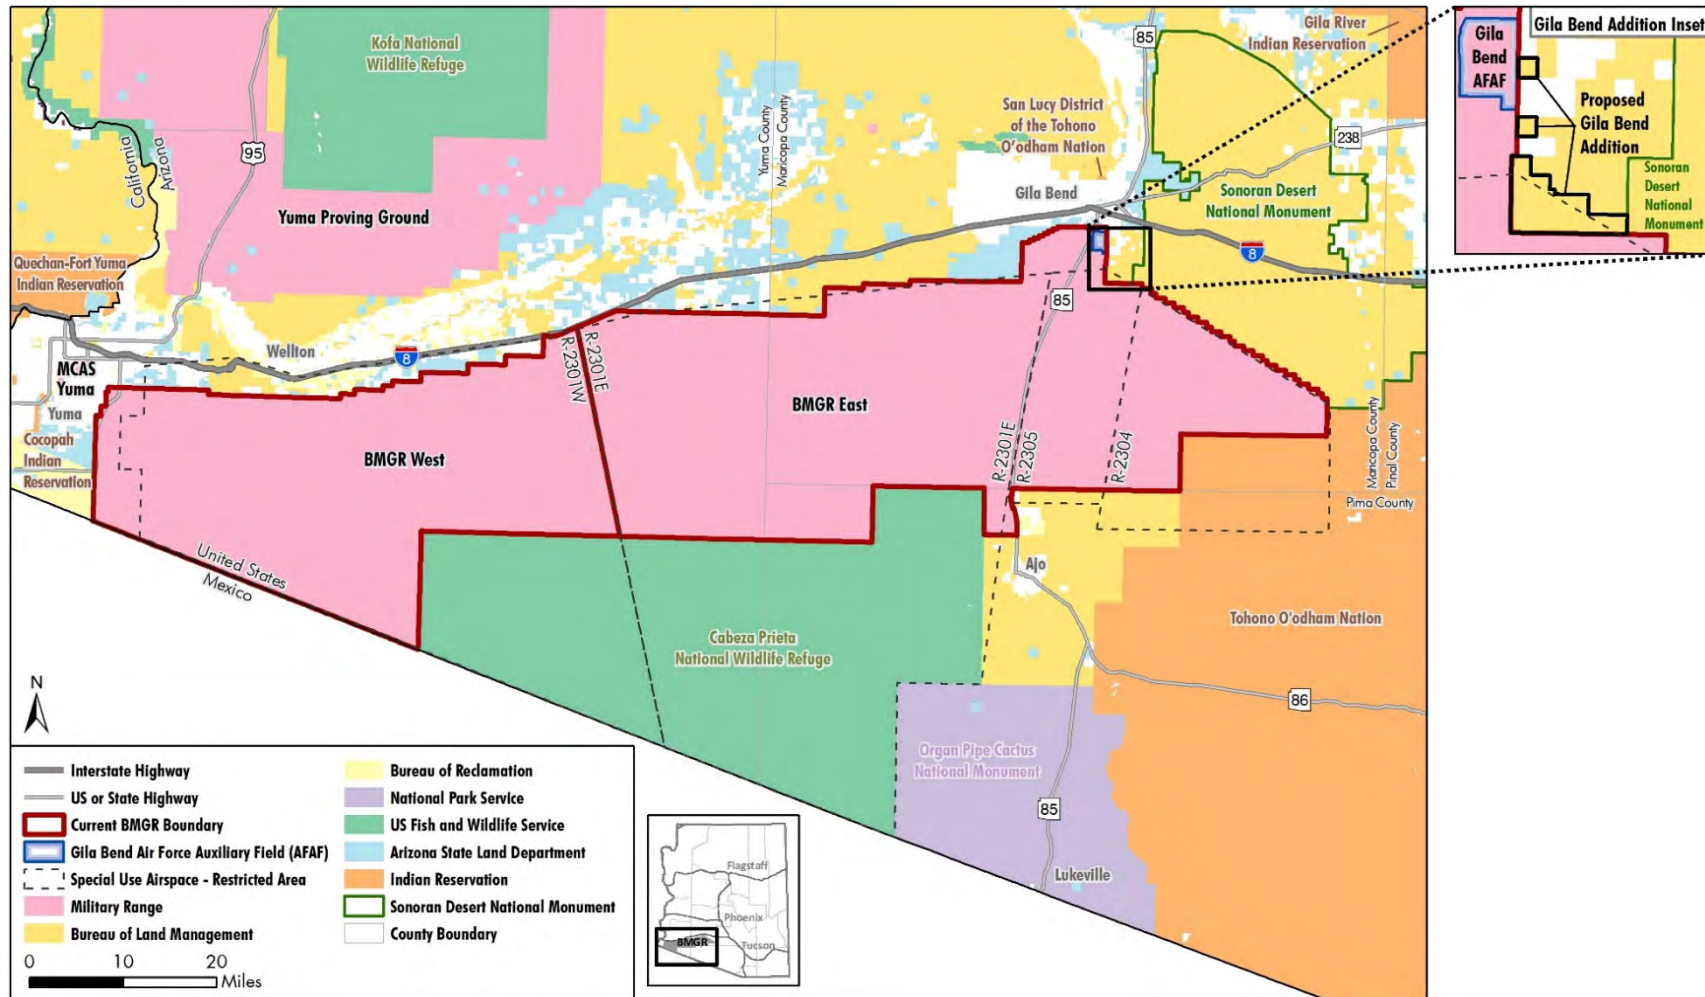 Kofa National
Wildlife Refuge
85
Gila River
Indian Reservation
Gila Bend Addition Inset
Gila
Bend
AFAF
Proposed
Gila Bend
Addition
Sonoran
Desert
National
Monument
California
Arizona
95
Yuma County
Maricopa County
San Lucy District
of the Tohono
O'odham Nation
238
Gila Bend
Sonoran Desert
National Monument
Yuma Proving Ground
Quechan-Fort Yuma
Indian Reservation
8
85
Wellton
8
MCAS
Yuma
Yuma
R-2301W
R-2301E
BMGR East
Cocopah
Indian
Reservation
BMGR West
R-2301E
R-2305
R-2304
Maricopa County
Pinal County
Pima County
United States
Mexico
Ajo
Tohono O'odham Nation
Cabeza Prieta
National Wildlife Refuge
N
86
Organ Pipe Cactus
National Monument
85
Lukeville
Interstate Highway
US or State Highway
Current BMGR Boundary
Gila Bend Air Force Auxiliary Field (AFAF)
Special Use Airspace - Restricted Area
Military Range
Bureau of Land Management
Bureau of Reclamation
National Park Service
US Fish and Wildlife Service
Arizona State Land Department
Indian Reservation
Sonoran Desert National Monument
County Boundary
0 10 20
Miles
Flagstaff
Phoenix
BMGR
Tucson